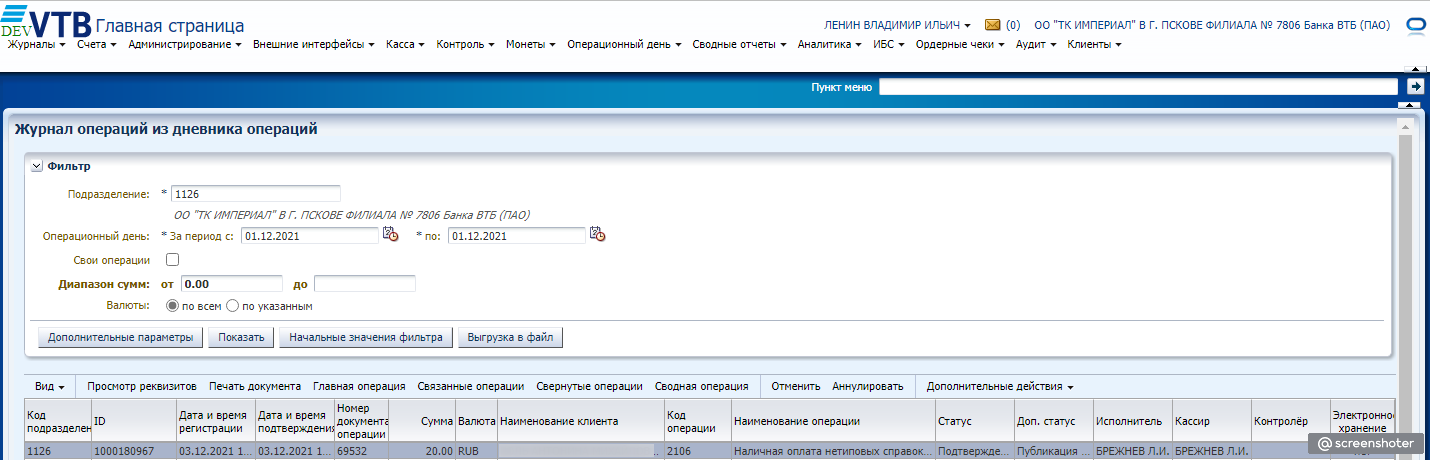 DEV VTB Главная страница
ЛЕНИН ВЛАДИМИР ИЛЬИЧ (0) ОО "ТК ИМПЕРИАЛ" В Г. ПСКОВЕ ФИЛИАЛА № 7806 Банка ВТБ (ПАО)
Журналы Счета Администрирование Внешние интерфейсы Касса Контроль Монеты Операционный день Сводные отчеты Аналитика ИБС Ордерные чеки Аудит Клиенты
Пункт меню
Журнал операций из дневника операций
Фильтр
Подразделение: * 1126
ОО "ТК ИМПЕРИАЛ" В Г. ПСКОВЕ ФИЛИАЛА № 7806 Банка ВТБ (ПАО)
Операционный день: * За период с: 01.12.2021 * по: 01.12.2021
Свои операции
Диапазон сумм: от 0.00 до
Валюты: по всем по указанным
Дополнительные параметры Показать Начальные значения фильтра Выгрузка в файл
Вид Просмотр реквизитов Печать документа Главная операция Связанные операции Свернутые операции Сводная операция Отменить Аннулировать Дополнительные действия
Код подразделен ID Дата и время регистрации Дата и время подтверждения Номер документа операции Сумма Валюта Наименование клиента Код операции Наименование операции Статус Доп. статус Исполнитель Кассир Контролёр Электронное хранение
1126 1000180967 03.12.2021 1... 03.12.2021 1... 69532 20.00 RUB ... 2106 Наличная оплата нетиповых справок... Подтвержде... Публикация ... БРЕЖНЕВ Л.И. БРЕЖНЕВ Л.И.
@screenshoter